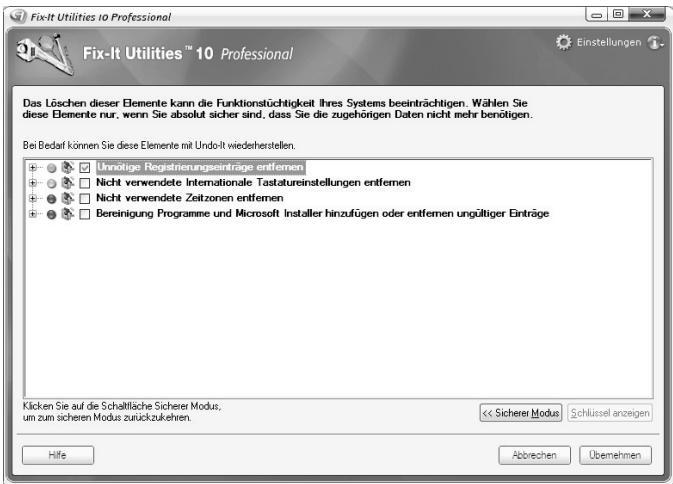 Fix-It Utilities 10 Professional
Fix-It Utilities™ 10 Professional
Einstellungen
Das Löschen dieser Elemente kann die Funktionstüchtigkeit Ihres Systems beeinträchtigen. Wählen Sie
diese Elemente nur, wenn Sie absolut sicher sind, dass Sie die zugehörigen Daten nicht mehr benötigen.
Bei Bedarf können Sie diese Elemente mit Undo-It wiederherstellen.
Unnötige Registrierungseinträge entfernen
Nicht verwendete Internationale Tastatureinstellungen entfernen
Nicht verwendete Zeitzonen entfernen
Bereinigung Programme und Microsoft Installer hinzufügen oder entfernen ungültiger Einträge
Klicken Sie auf die Schaltfläche Sicherer Modus,
um zum sicheren Modus zurückzukehren.
<< Sicherer Modus
Schlüssel anzeigen
Hilfe
Abbrechen
Übernehmen